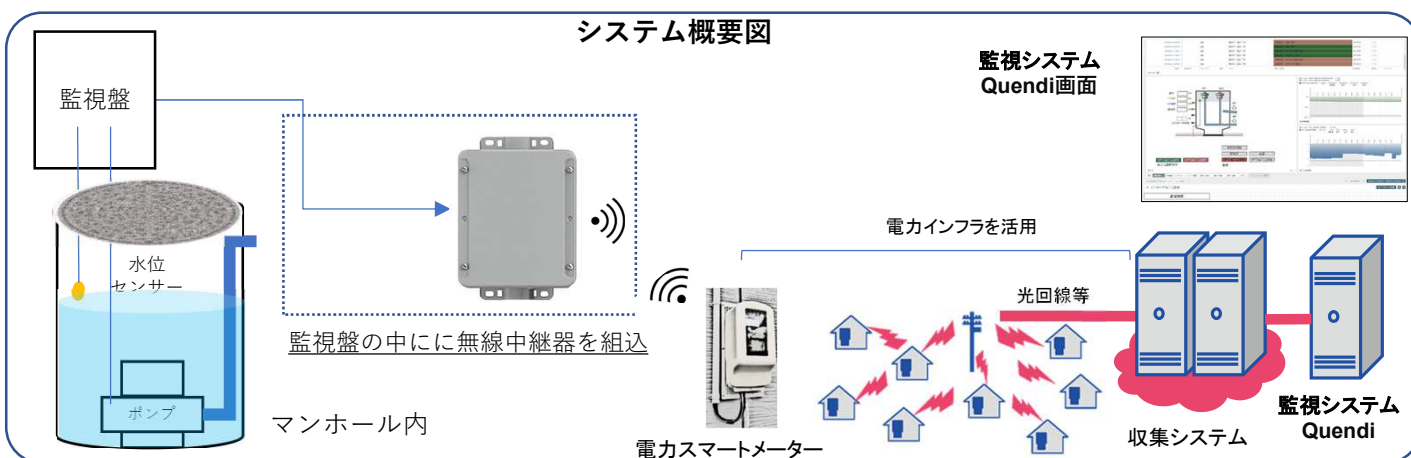 システム概要図
監視盤
監視システム
Quendi画面
水位
センサー
電力インフラを活用
光回線等
監視盤の中にに無線中継器を組込
ポンプ
マンホール内
電力スマートメーター
収集システム
監視システム
Quendi